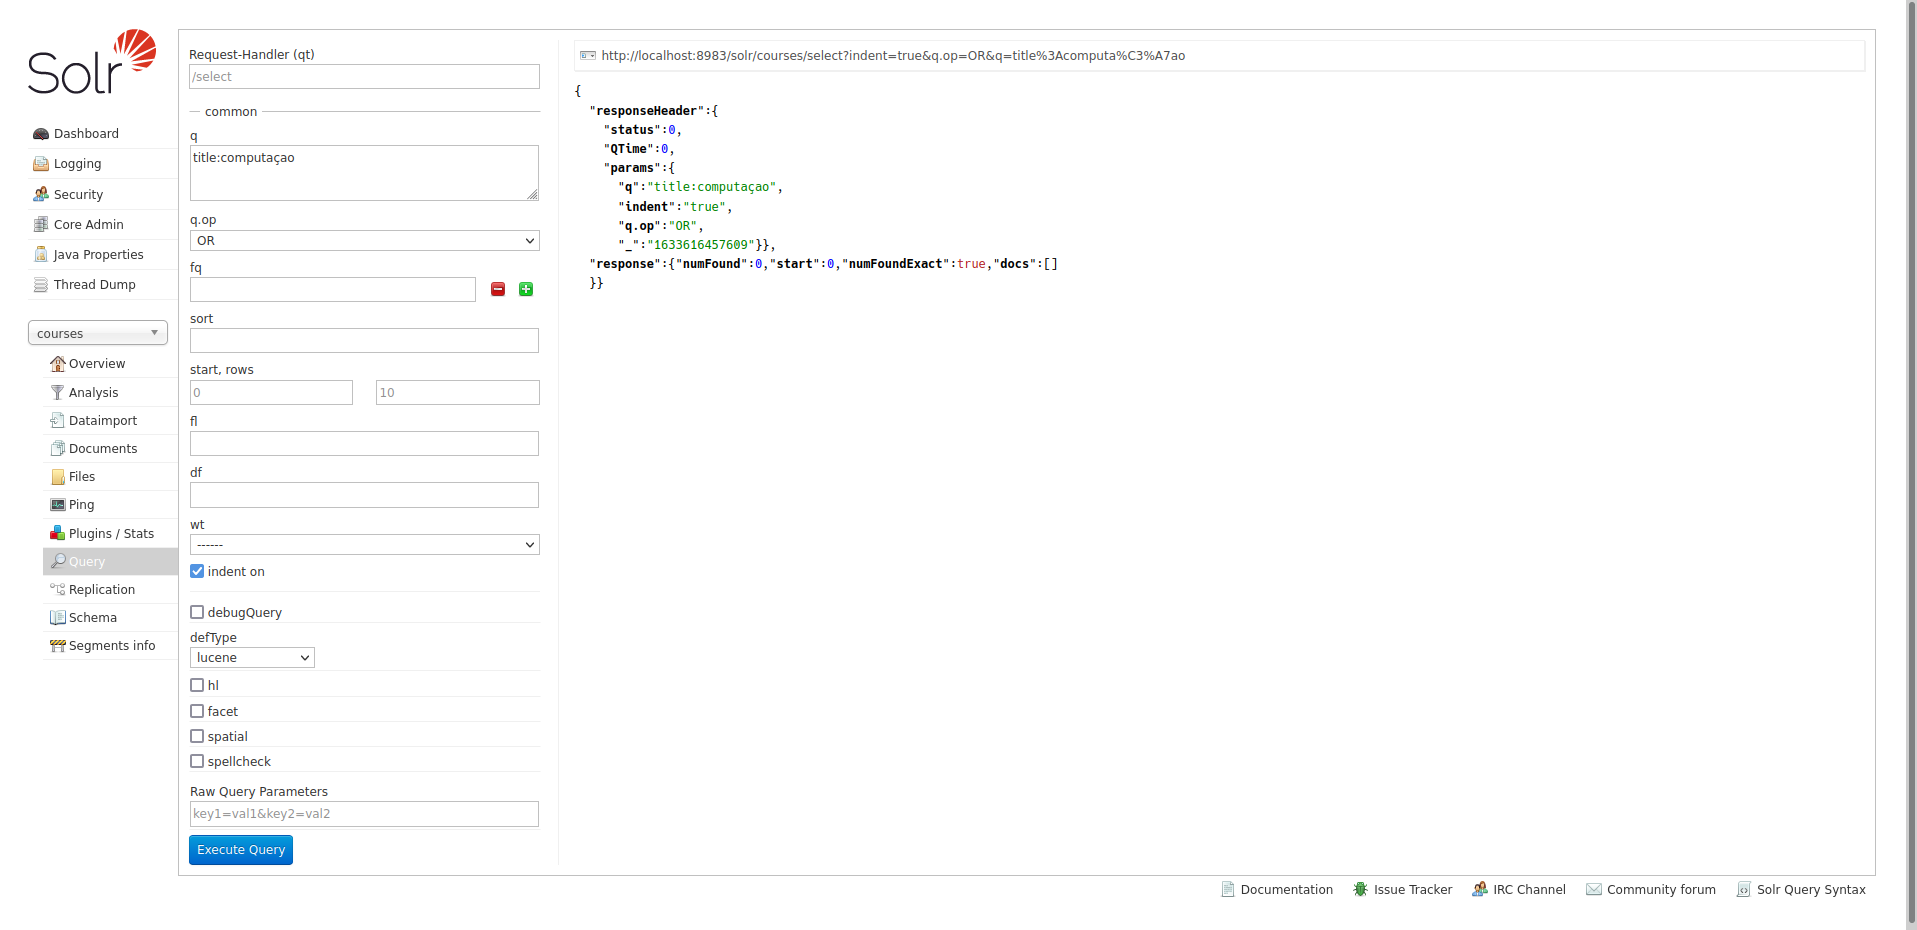 Solr
Dashboard
Logging
Security
Core Admin
Java Properties
Thread Dump
courses
Overview
Analysis
Dataimport
Documents
Files
Ping
Plugins / Stats
Query
Replication
Schema
Segments info
Request-Handler (qt)
/select
common
q
title:computaçao
q.op
OR
fq
sort
start, rows
0 10
fl
df
wt
------
indent on
debugQuery
defType
lucene
hl
facet
spatial
spellcheck
Raw Query Parameters
key1=val1&key2=val2
Execute Query
http://localhost:8983/solr/courses/select?indent=true&q.op=OR&q=title%3Acomputa%C3%A7ao
{
"responseHeader":{
"status":0,
"QTime":0,
"params":{
"q":"title:computaçao",
"indent":"true",
"q.op":"OR",
"_":"1633616457609"}},
"response":{"numFound":0,"start":0,"numFoundExact":true,"docs":[]
}}
Documentation Issue Tracker IRC Channel Community forum Solr Query Syntax